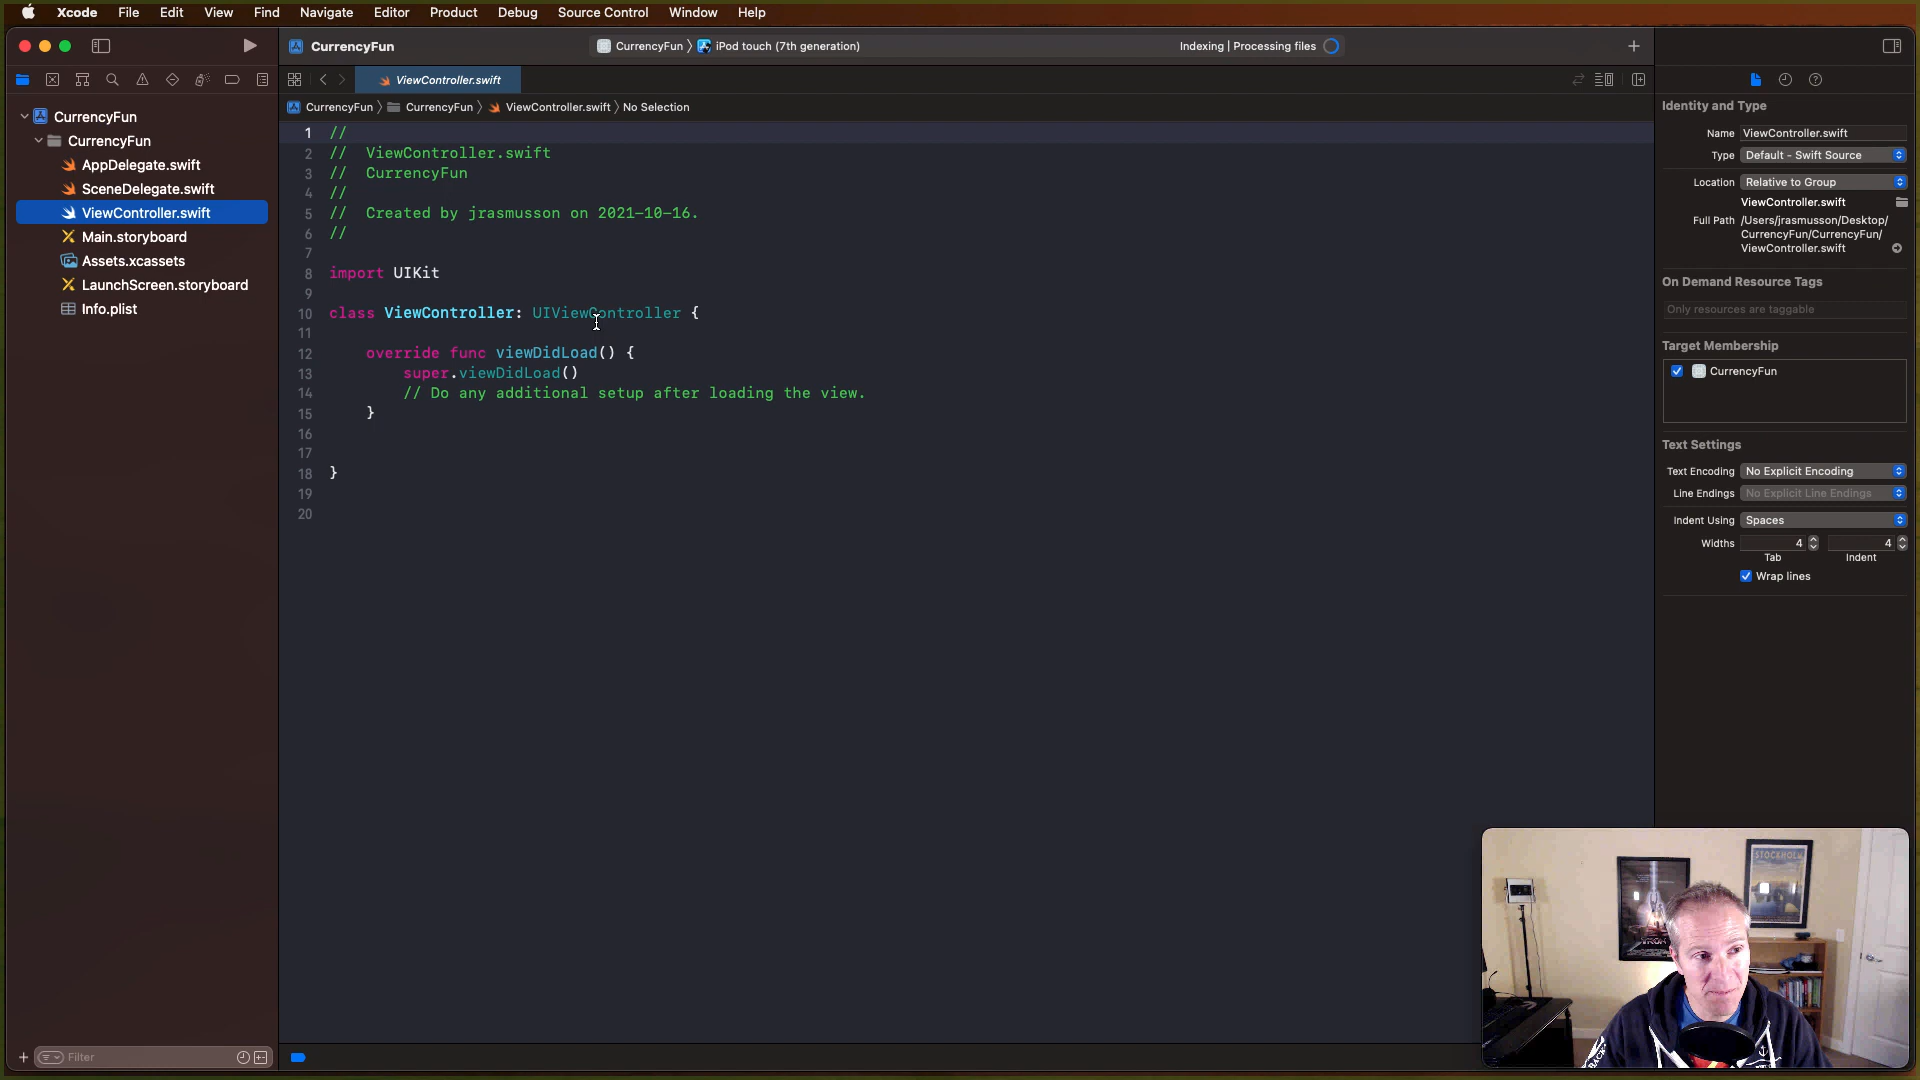 Xcode File Edit View Find Navigate Editor Product Debug Source Control Window Help
CurrencyFun
CurrencyFun iPod touch (7th generation)
Indexing | Processing files
ViewController.swift
CurrencyFun CurrencyFun ViewController.swift No Selection
CurrencyFun
CurrencyFun
AppDelegate.swift
SceneDelegate.swift
ViewController.swift
Main.storyboard
Assets.xcassets
LaunchScreen.storyboard
Info.plist
Filter
1 //
2 //  ViewController.swift
3 //  CurrencyFun
4 //
5 //  Created by jrasmusson on 2021-10-16.
6 //
7
8 import UIKit
9
10 class ViewController: UIViewController {
11
12     override func viewDidLoad() {
13         super.viewDidLoad()
14         // Do any additional setup after loading the view.
15     }
16
17
18 }
19
20
Identity and Type
Name ViewController.swift
Type Default - Swift Source
Location Relative to Group
ViewController.swift
Full Path /Users/jrasmusson/Desktop/
CurrencyFun/CurrencyFun/
ViewController.swift
On Demand Resource Tags
Only resources are taggable
Target Membership
CurrencyFun
Text Settings
Text Encoding No Explicit Encoding
Line Endings No Explicit Line Endings
Indent Using Spaces
Widths 4 4
Tab Indent
Wrap lines
STOCKHOLM
TRON